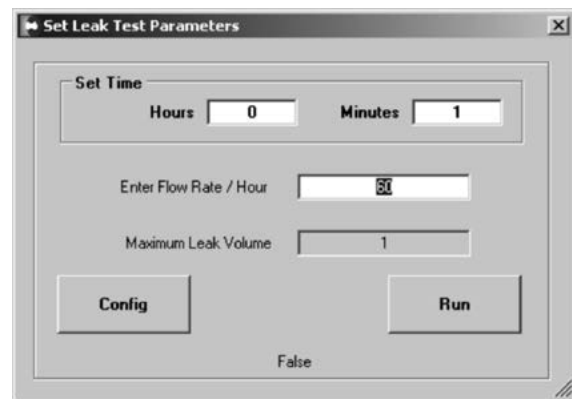 Set Leak Test Parameters
Set Time
Hours 0 Minutes 1
Enter Flow Rate / Hour 60
Maximum Leak Volume 1
Config Run
False